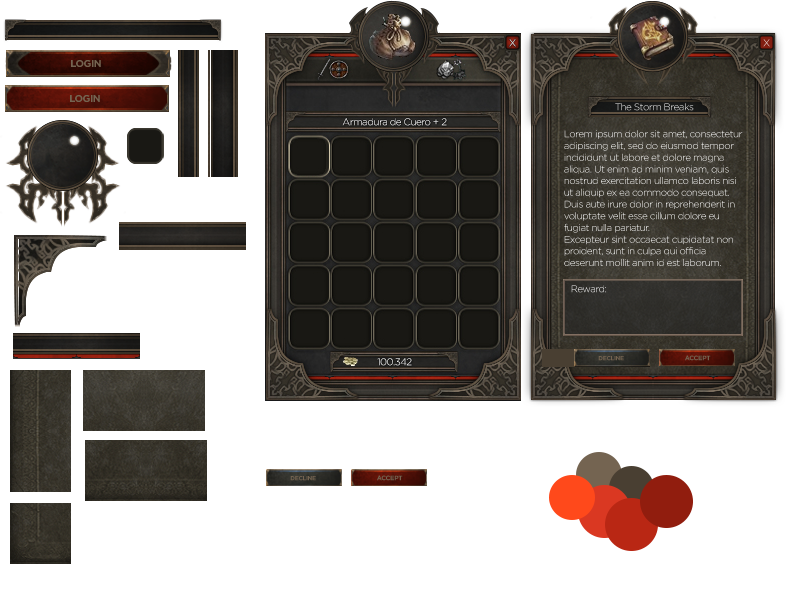 LOGIN
LOGIN
X
Armadura de Cuero + 2
100.342
DECLINE
ACCEPT
X
The Storm Breaks
Lorem ipsum dolor sit amet, consectetur
adipiscing elit, sed do eiusmod tempor
incididunt ut labore et dolore magna
aliqua. Ut enim ad minim veniam, quis
nostrud exercitation ullamco laboris nisi
ut aliquip ex ea commodo consequat.
Duis aute irure dolor in reprehenderit in
voluptate velit esse cillum dolore eu
fugiat nulla pariatur.
Excepteur sint occaecat cupidatat non
proident, sunt in culpa qui officia
deserunt mollit anim id est laborum.
Reward:
DECLINE
ACCEPT